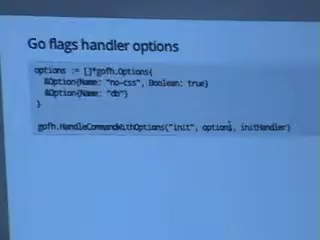 Go flags handler options
options := []*gofh.Options{
&Option{Name: "no-css", Boolean: true}
&Option{Name: "db"}
}
gofh.HandleCommandWithOptions("init", options, initHandler)